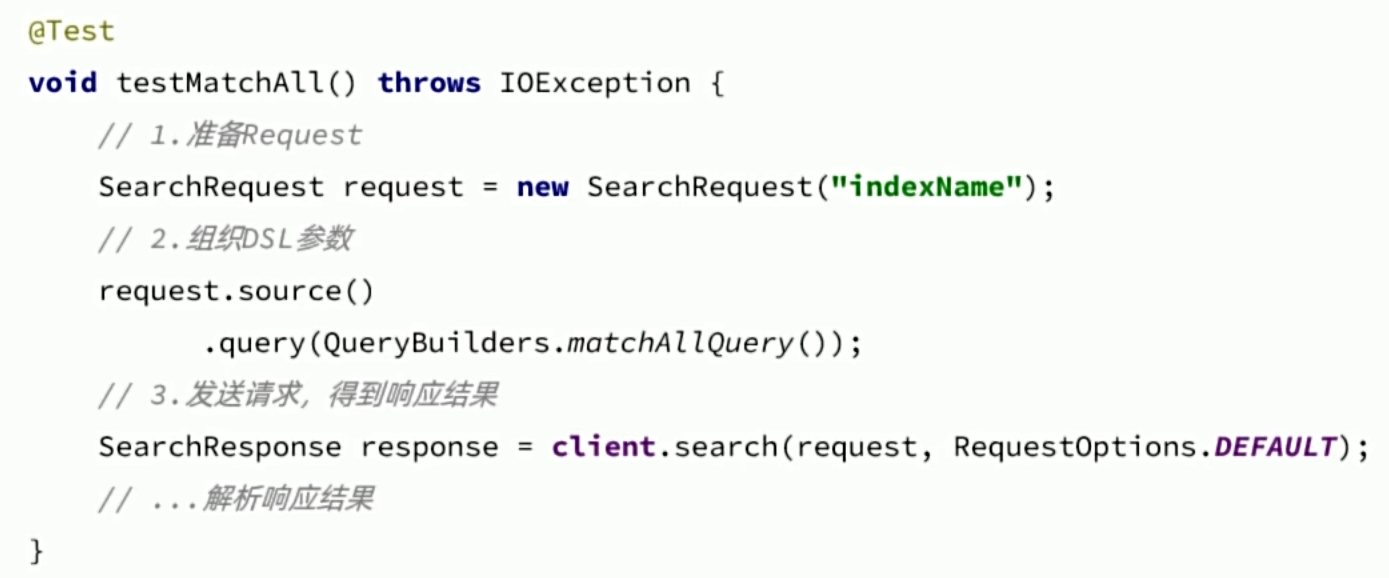 @Test
void testMatchAll() throws IOException {
    // 1.准备Request
    SearchRequest request = new SearchRequest("indexName");
    // 2.组织DSL参数
    request.source()
          .query(QueryBuilders.matchAllQuery());
    // 3.发送请求，得到响应结果
    SearchResponse response = client.search(request, RequestOptions.DEFAULT);
    // ...解析响应结果
}